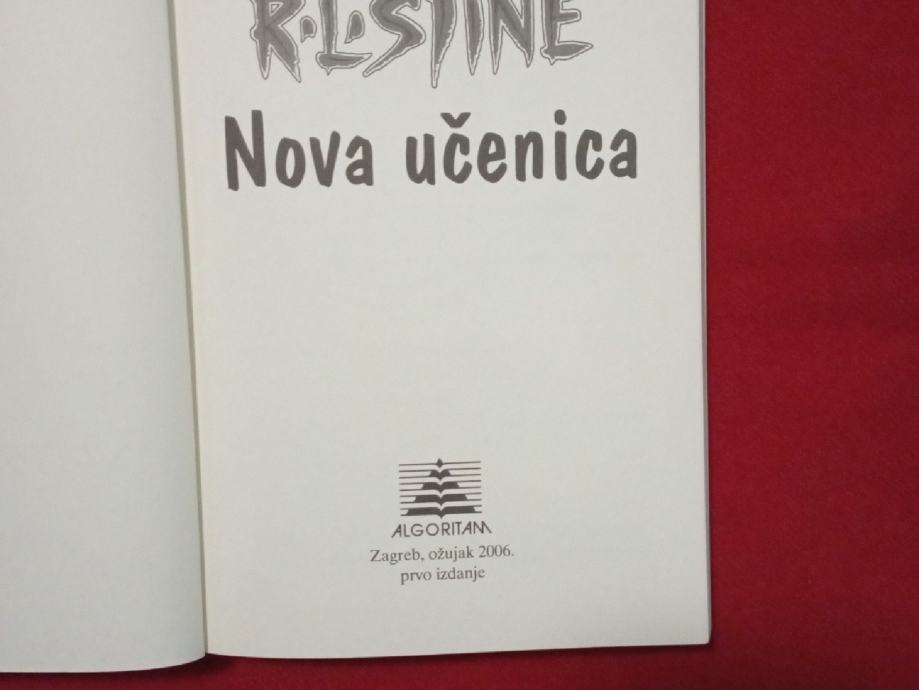 R•L•STINE
Nova učenica
ALGORITAM
Zagreb, ožujak 2006.
prvo izdanje